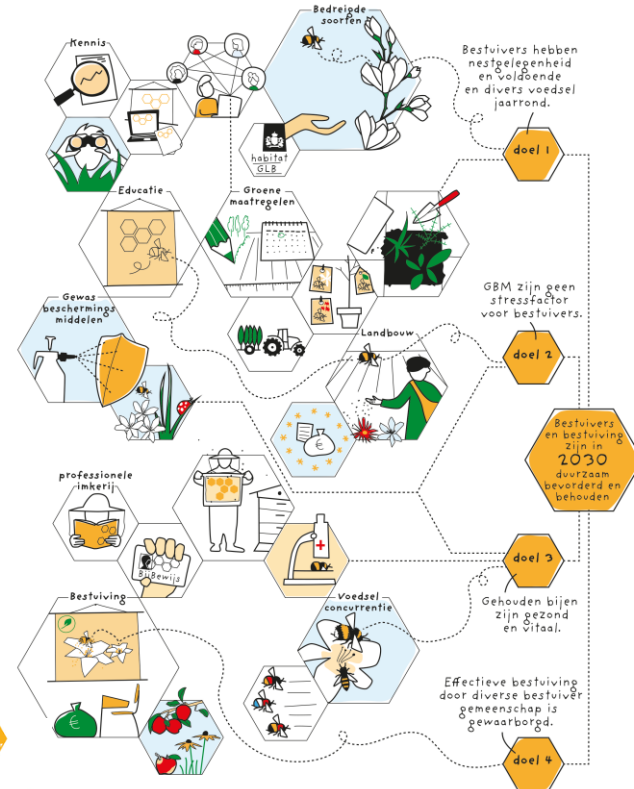 Bedreigde
soorten
Kennis
Bestuivers hebben
nestgelegenheid
en voldoende
en divers voedsel
jaarrond.
doel 1
habitat
GLB
Educatie
Groene
maatregelen
GBM zijn geen
stressfactor
voor bestuivers.
Gewas
beschermings
middelen
Landbouw
doel 2
€
Bestuivers
en bestuiving
zijn in
2030
duurzaam
bevorderd en
behouden
professionele
imkerij
BijBewijs
doel 3
Gehouden bijen
zijn gezond
en vitaal.
Bestuiving
Voedsel
concurrentie
€
Effectieve bestuiving
door diverse bestuiver
gemeenschap is
gewaarborgd.
doel 4